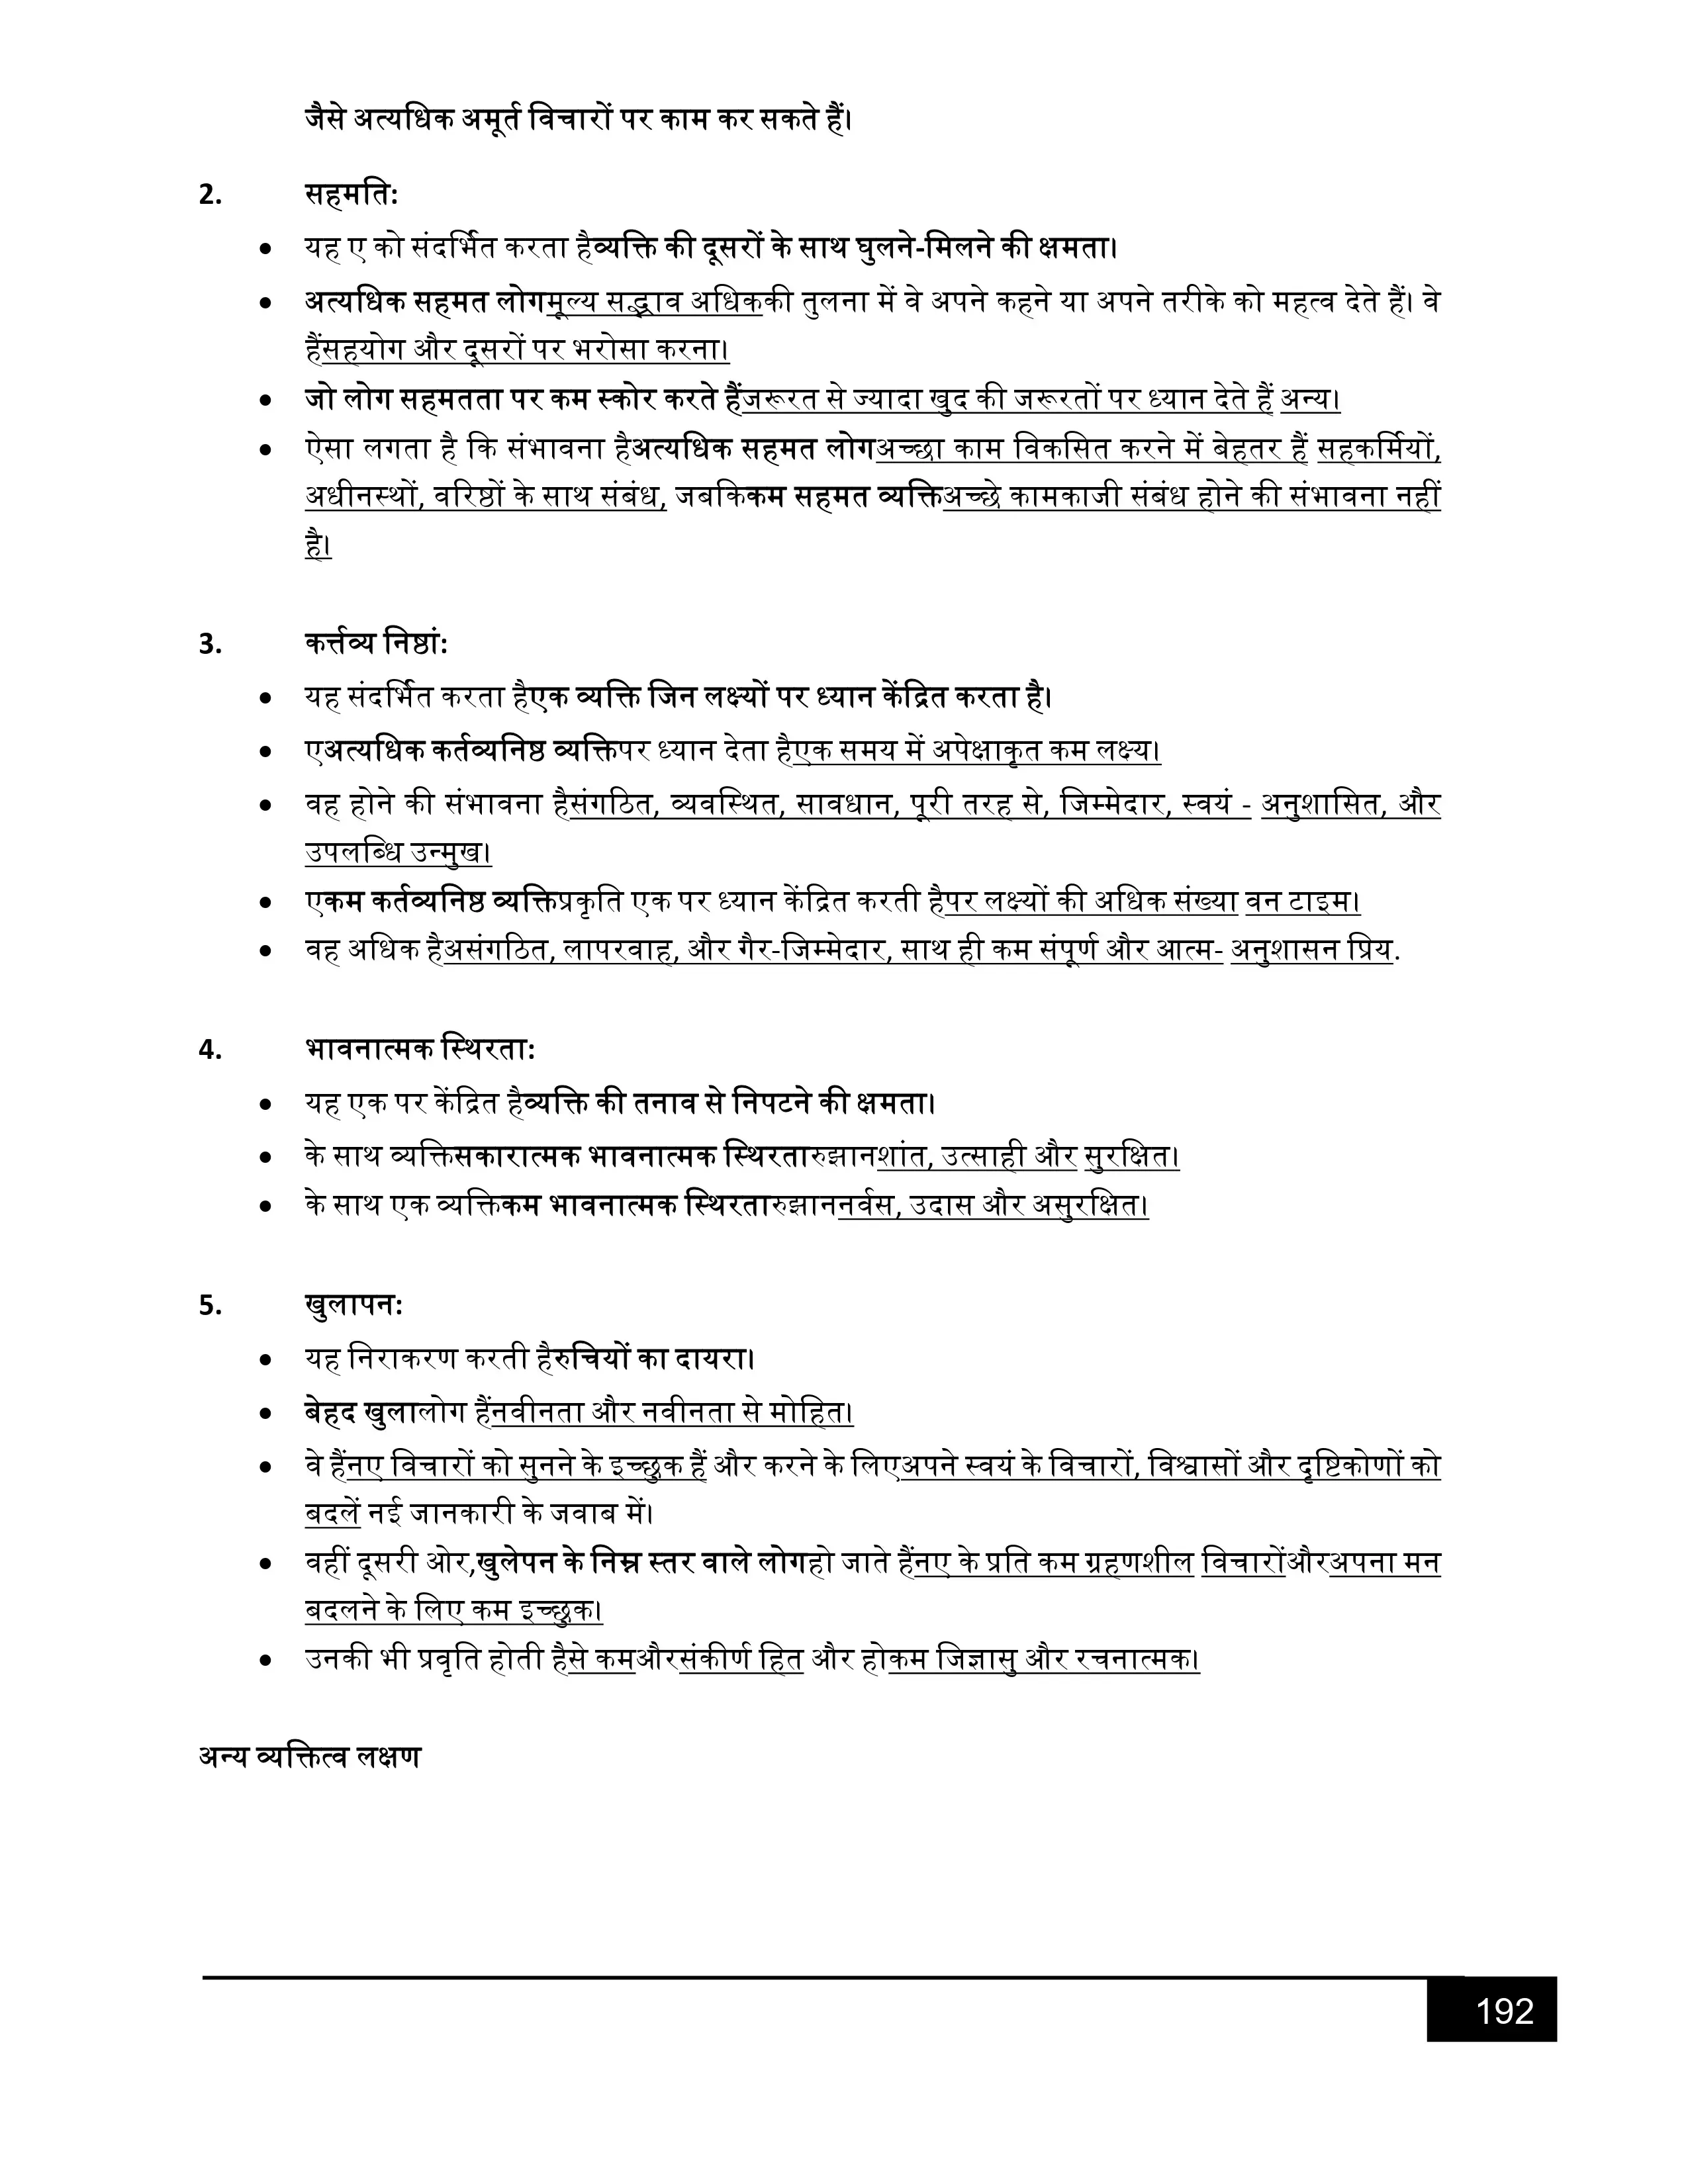 जैसे अत्यधिक अमूर्त विचारों पर काम कर सकते हैं।
2. सहमति:
• यह ए को संदर्भित करता हैव्यक्ति की दूसरों के साथ घुलने-मिलने की क्षमता।
• अत्यधिक सहमत लोगमूल्य सद्भाव अधिककी तुलना में वे अपने कहने या अपने तरीके को महत्व देते हैं। वे
हैंसहयोग और दूसरों पर भरोसा करना।
• जो लोग सहमतता पर कम स्कोर करते हैंजरूरत से ज्यादा खुद की जरूरतों पर ध्यान देते हैं अन्य।
• ऐसा लगता है कि संभावना हैअत्यधिक सहमत लोगअच्छा काम विकसित करने में बेहतर हैं सहकर्मियों,
अधीनस्थों, वरिष्ठों के साथ संबंध, जबकिकम सहमत व्यक्तिअच्छे कामकाजी संबंध होने की संभावना नहीं
है।
3. कर्त्तव्य निष्ठां:
• यह संदर्भित करता हैएक व्यक्ति जिन लक्ष्यों पर ध्यान केंद्रित करता है।
• एअत्यधिक कर्तव्यनिष्ठ व्यक्तिपर ध्यान देता हैएक समय में अपेक्षाकृत कम लक्ष्य।
• वह होने की संभावना हैसंगठित, व्यवस्थित, सावधान, पूरी तरह से, जिम्मेदार, स्वयं - अनुशासित, और
उपलब्धि उन्मुख।
• एकम कर्तव्यनिष्ठ व्यक्तिप्रकृति एक पर ध्यान केंद्रित करती हैपर लक्ष्यों की अधिक संख्या वन टाइम।
• वह अधिक हैअसंगठित, लापरवाह, और गैर-जिम्मेदार, साथ ही कम संपूर्ण और आत्म- अनुशासन प्रिय.
4. भावनात्मक स्थिरता:
• यह एक पर केंद्रित हैव्यक्ति की तनाव से निपटने की क्षमता।
• के साथ व्यक्तिसकारात्मक भावनात्मक स्थिरतारुझानशांत, उत्साही और सुरक्षित।
• के साथ एक व्यक्तिकम भावनात्मक स्थिरतारुझाननर्वस, उदास और असुरक्षित।
5. खुलापन:
• यह निराकरण करती हैरुचियों का दायरा।
• बेहद खुलालोग हैंनवीनता और नवीनता से मोहित।
• वे हैंनए विचारों को सुनने के इच्छुक हैं और करने के लिएअपने स्वयं के विचारों, विश्वासों और दृष्टिकोणों को
बदलें नई जानकारी के जवाब में।
• वहीं दूसरी ओर,खुलेपन के निम्न स्तर वाले लोगहो जाते हैंनए के प्रति कम ग्रहणशील विचारोंऔरअपना मन
बदलने के लिए कम इच्छुक।
• उनकी भी प्रवृति होती हैसे कमऔरसंकीर्ण हित और होकम जिज्ञासु और रचनात्मक।
अन्य व्यक्तित्व लक्षण
192